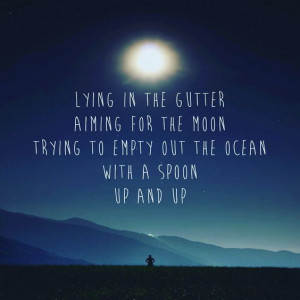 LYING IN THE GUTTER
AIMING FOR THE MOON
TRYING TO EMPTY OUT THE OCEAN
WITH A SPOON
UP AND UP